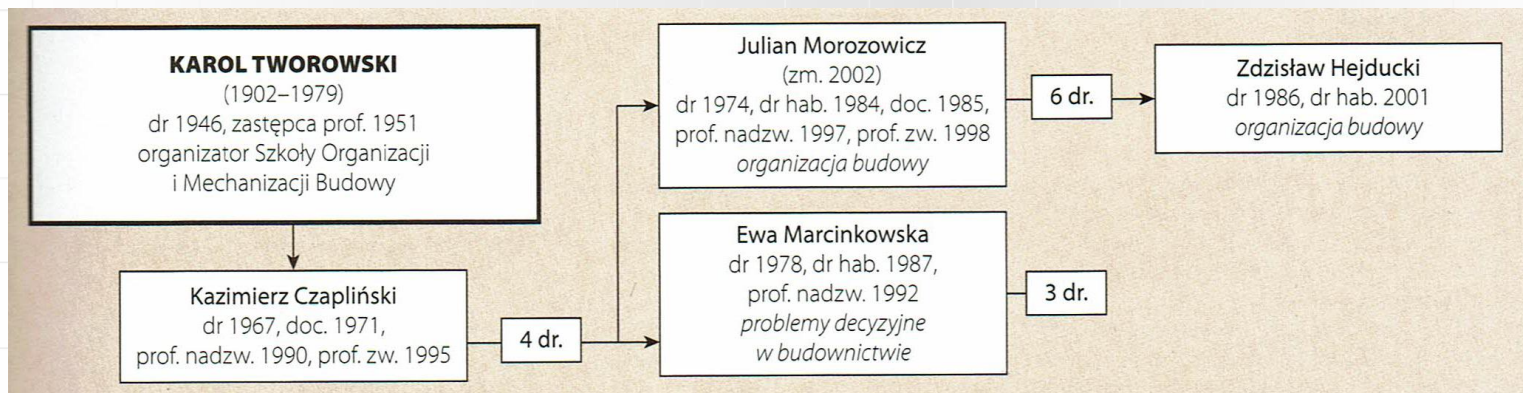 KAROL TWOROWSKI
(1902–1979)
dr 1946, zastępca prof. 1951
organizator Szkoły Organizacji
i Mechanizacji Budowy
Kazimierz Czapliński
dr 1967, doc. 1971,
prof. nadzw. 1990, prof. zw. 1995
4 dr.
Julian Morozowicz
(zm. 2002)
dr 1974, dr hab. 1984, doc. 1985,
prof. nadzw. 1997, prof. zw. 1998
organizacja budowy
6 dr.
Zdzisław Hejducki
dr 1986, dr hab. 2001
organizacja budowy
Ewa Marcinkowska
dr 1978, dr hab. 1987,
prof. nadzw. 1992
problemy decyzyjne
w budownictwie
3 dr.